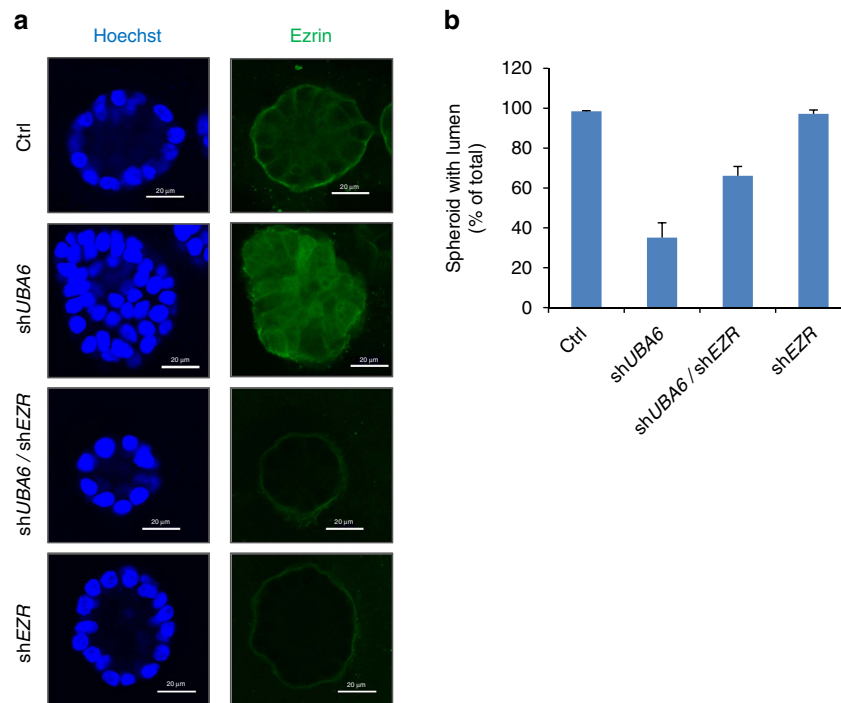 a
Hoechst
Ezrin
Ctrl
20 μm
20 μm
shUBA6
20 μm
20 μm
shUBA6 / shEZR
20 μm
20 μm
shEZR
20 μm
20 μm
b
Spheroid with lumen
(% of total)
120
100
80
60
40
20
0
Ctrl
shUBA6
shUBA6 / shEZR
shEZR